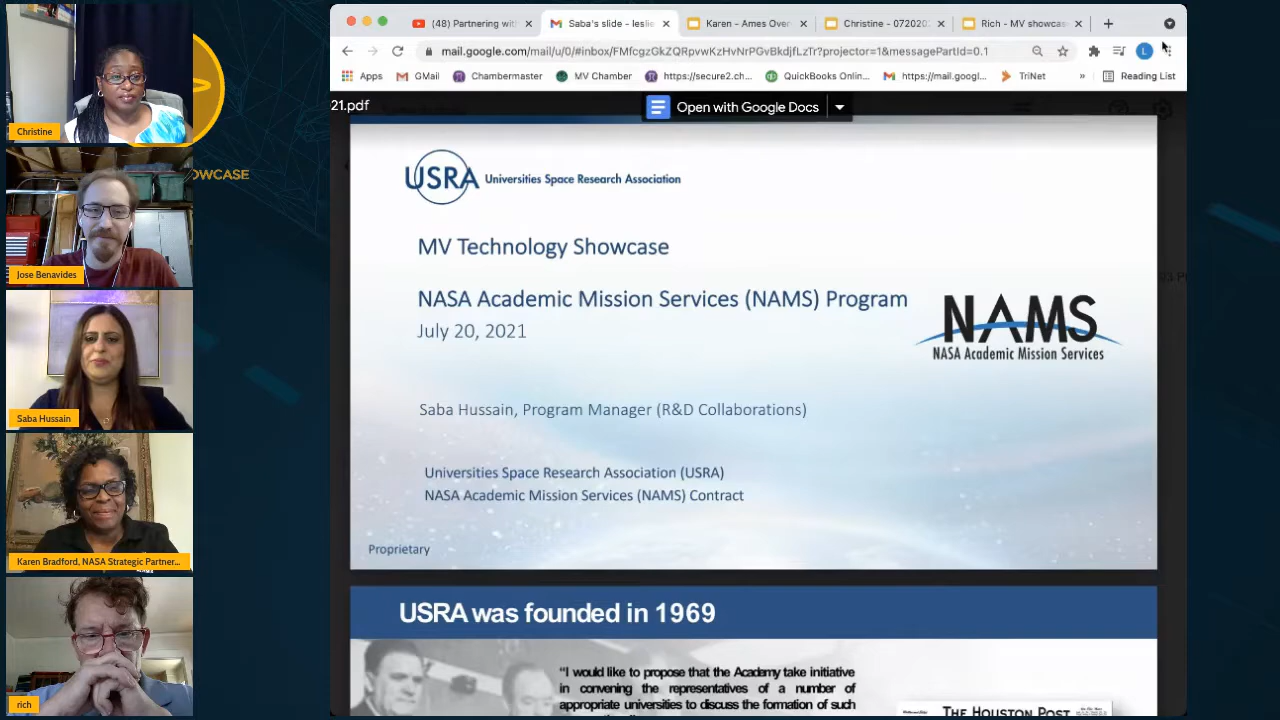 Christine
OWCASE
Jose Benavides
Saba Hussain
Karen Bradford, NASA Strategic Partner...
rich
(48) Partnering wit
Saba's slide - leslie
Karen - Ames Over
Christine - 07202
Rich - MV showcas
mail.google.com/mail/u/0/#inbox/FMfcgzGkZQRpvwKzHvNrPGvBkdjfLzTr?projector=1&messagePartId=0.1
L
Apps
GMail
Chambermaster
MV Chamber
https://secure2.ch...
QuickBooks Onlin...
https://mail.googl...
TriNet
»
Reading List
21.pdf
Open with Google Docs
USRA Universities Space Research Association
MV Technology Showcase
NASA Academic Mission Services (NAMS) Program
July 20, 2021
NAMS
NASA Academic Mission Services
Saba Hussain, Program Manager (R&D Collaborations)
Universities Space Research Association (USRA)
NASA Academic Mission Services (NAMS) Contract
Proprietary
USRA was founded in 1969
"I would like to propose that the Academy take initiative
in convening the representatives of a number of
appropriate universities to discuss the formation of such
THE HOUSTON POST